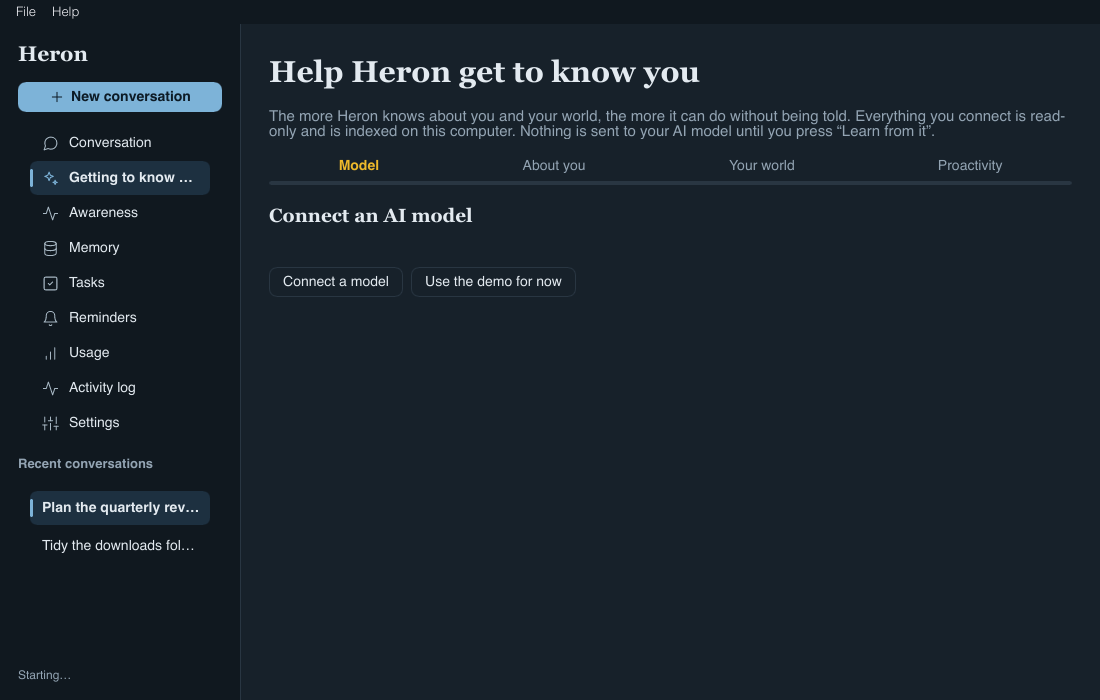 File Help
Heron
New conversation
Conversation
Getting to know …
Awareness
Memory
Tasks
Reminders
Usage
Activity log
Settings
Recent conversations
Plan the quarterly rev…
Tidy the downloads fol…
Starting…
Help Heron get to know you
The more Heron knows about you and your world, the more it can do without being told. Everything you connect is read-
only and is indexed on this computer. Nothing is sent to your AI model until you press “Learn from it”.
Model About you Your world Proactivity
Connect an AI model
Connect a model Use the demo for now